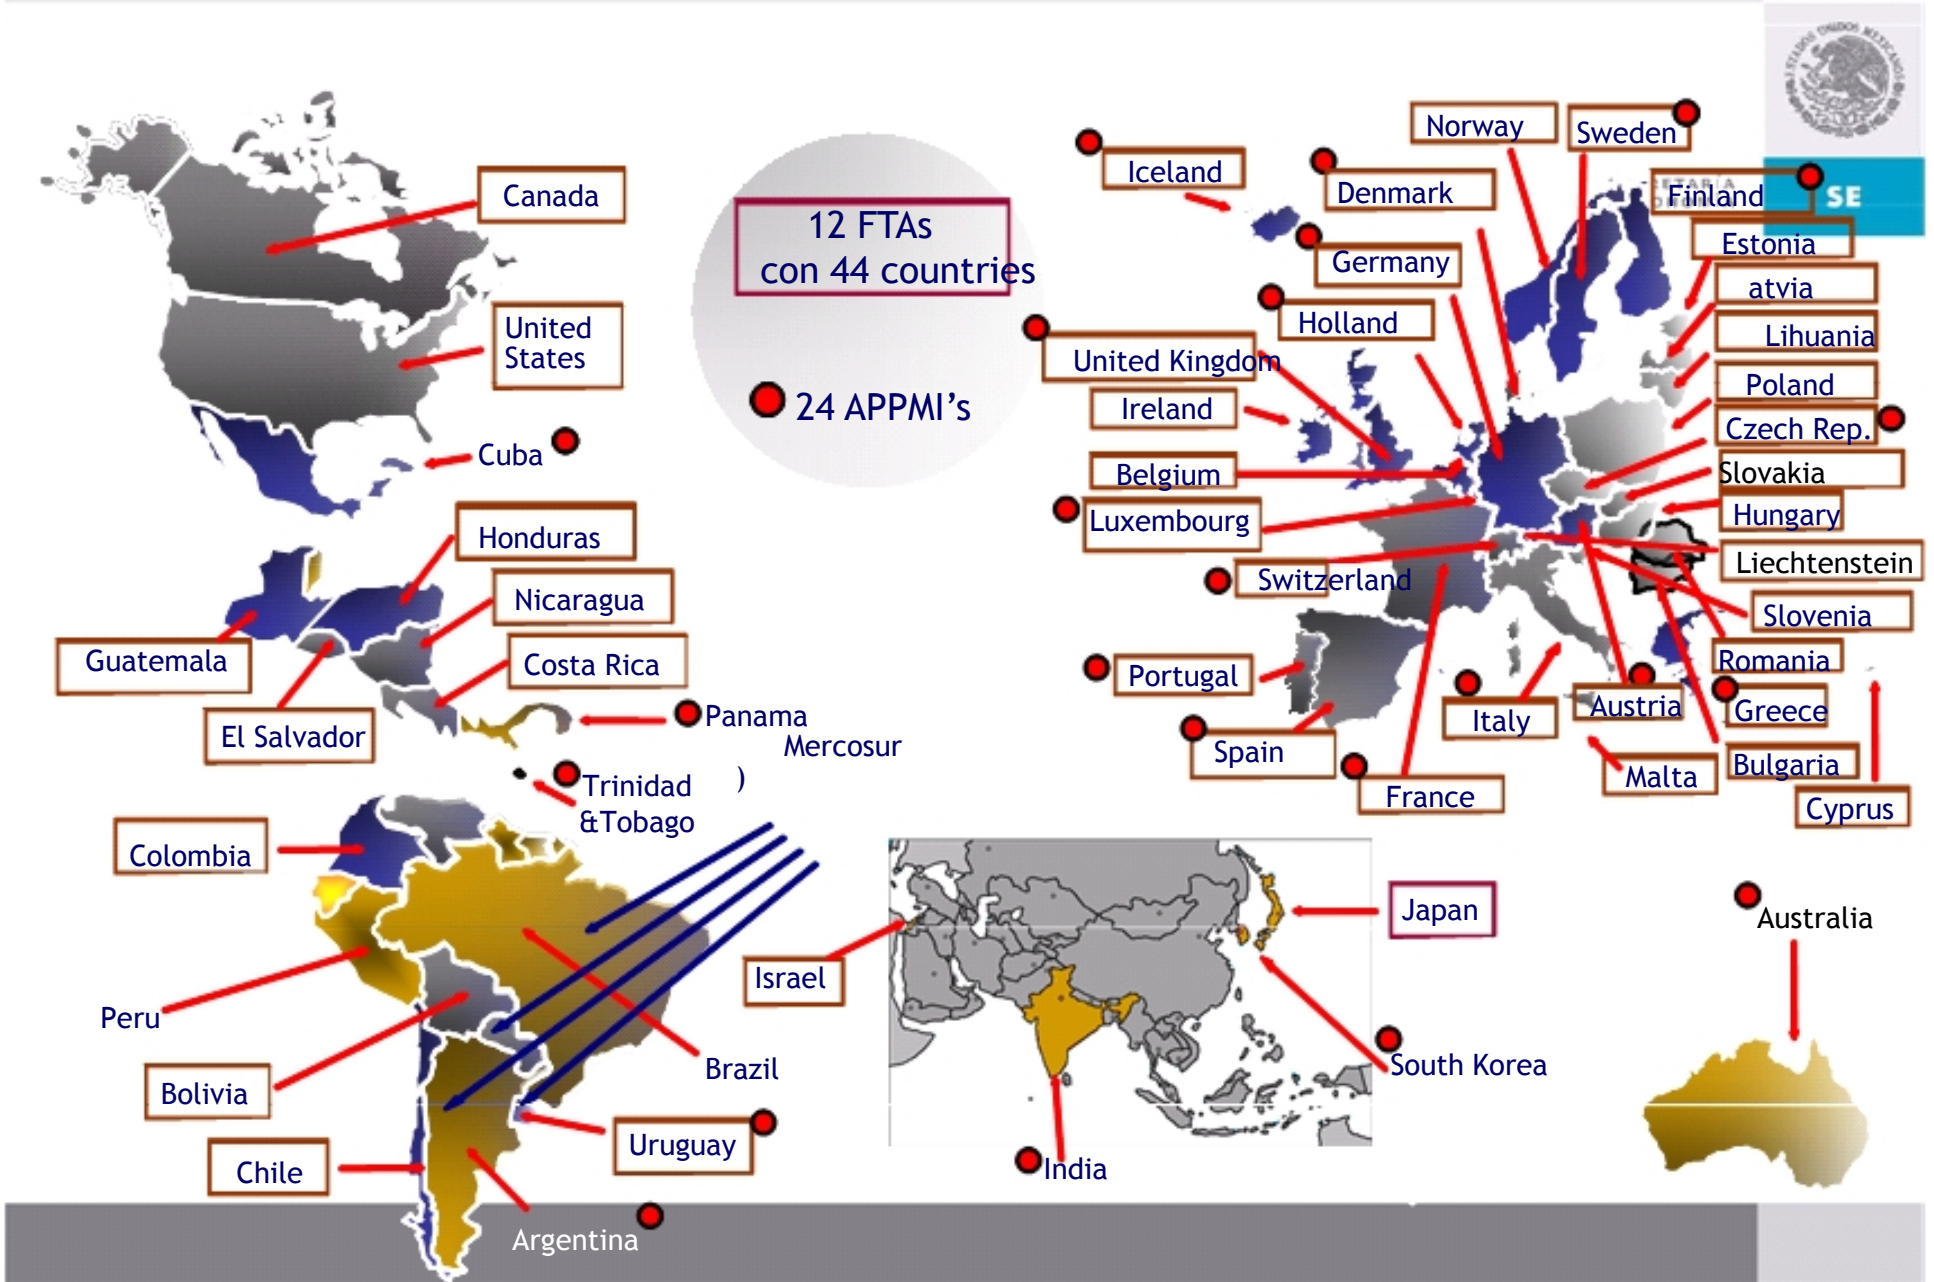 ESTADOS UNIDOS MEXICANOS
SE
12 FTAs
con 44 countries
24 APPMI's
Canada
United
States
Cuba
Honduras
Nicaragua
Costa Rica
Guatemala
El Salvador
Panama
Mercosur
)
Trinidad
&Tobago
Colombia
Peru
Bolivia
Chile
Argentina
Uruguay
Brazil
Norway
Sweden
Iceland
Denmark
Finland
Germany
Estonia
atvia
Holland
Lihuania
United Kingdom
Poland
Ireland
Czech Rep.
Belgium
Slovakia
Luxembourg
Hungary
Switzerland
Liechtenstein
Slovenia
Portugal
Romania
Spain
Italy
Austria
Greece
France
Malta
Bulgaria
Cyprus
Israel
Japan
South Korea
India
Australia